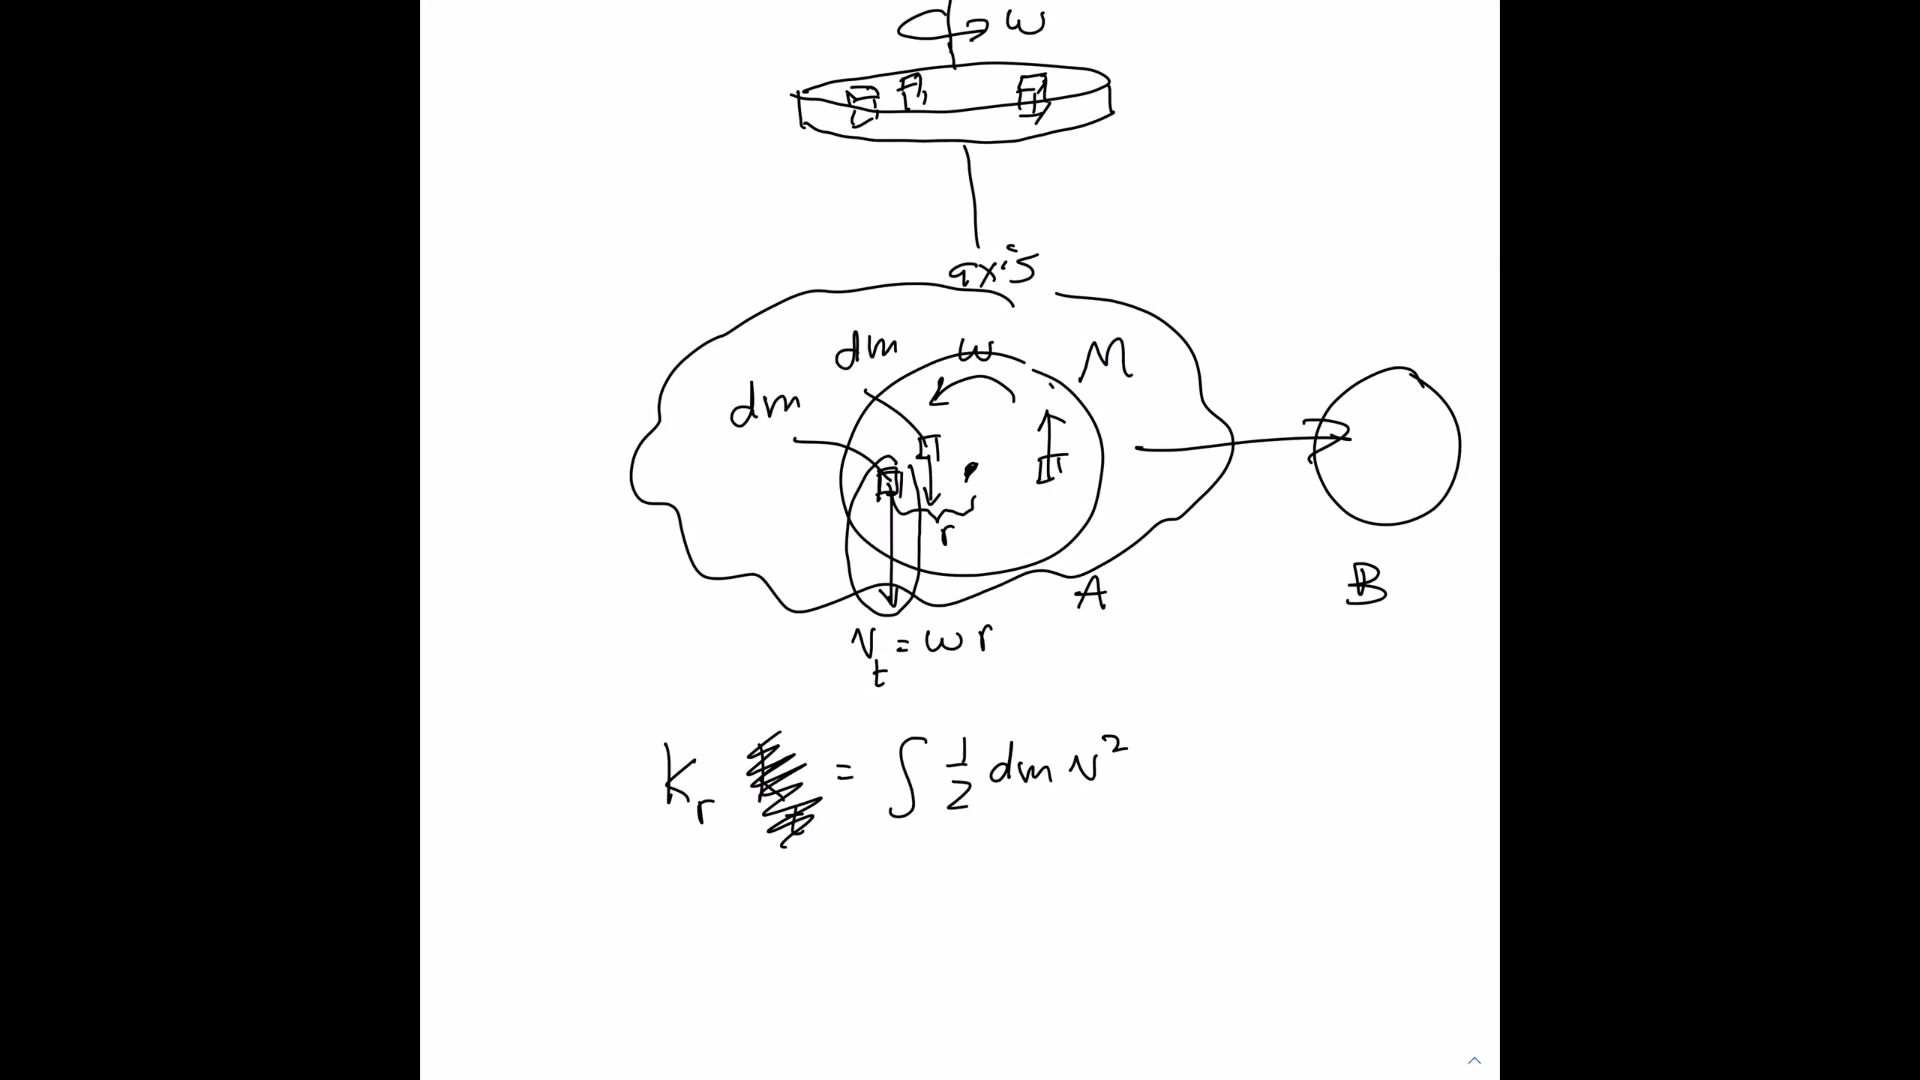 ω
axis
dm
ω
M
dm
r
A
B
v_t = ωr
K_r = ∫ 1/2 dm v²